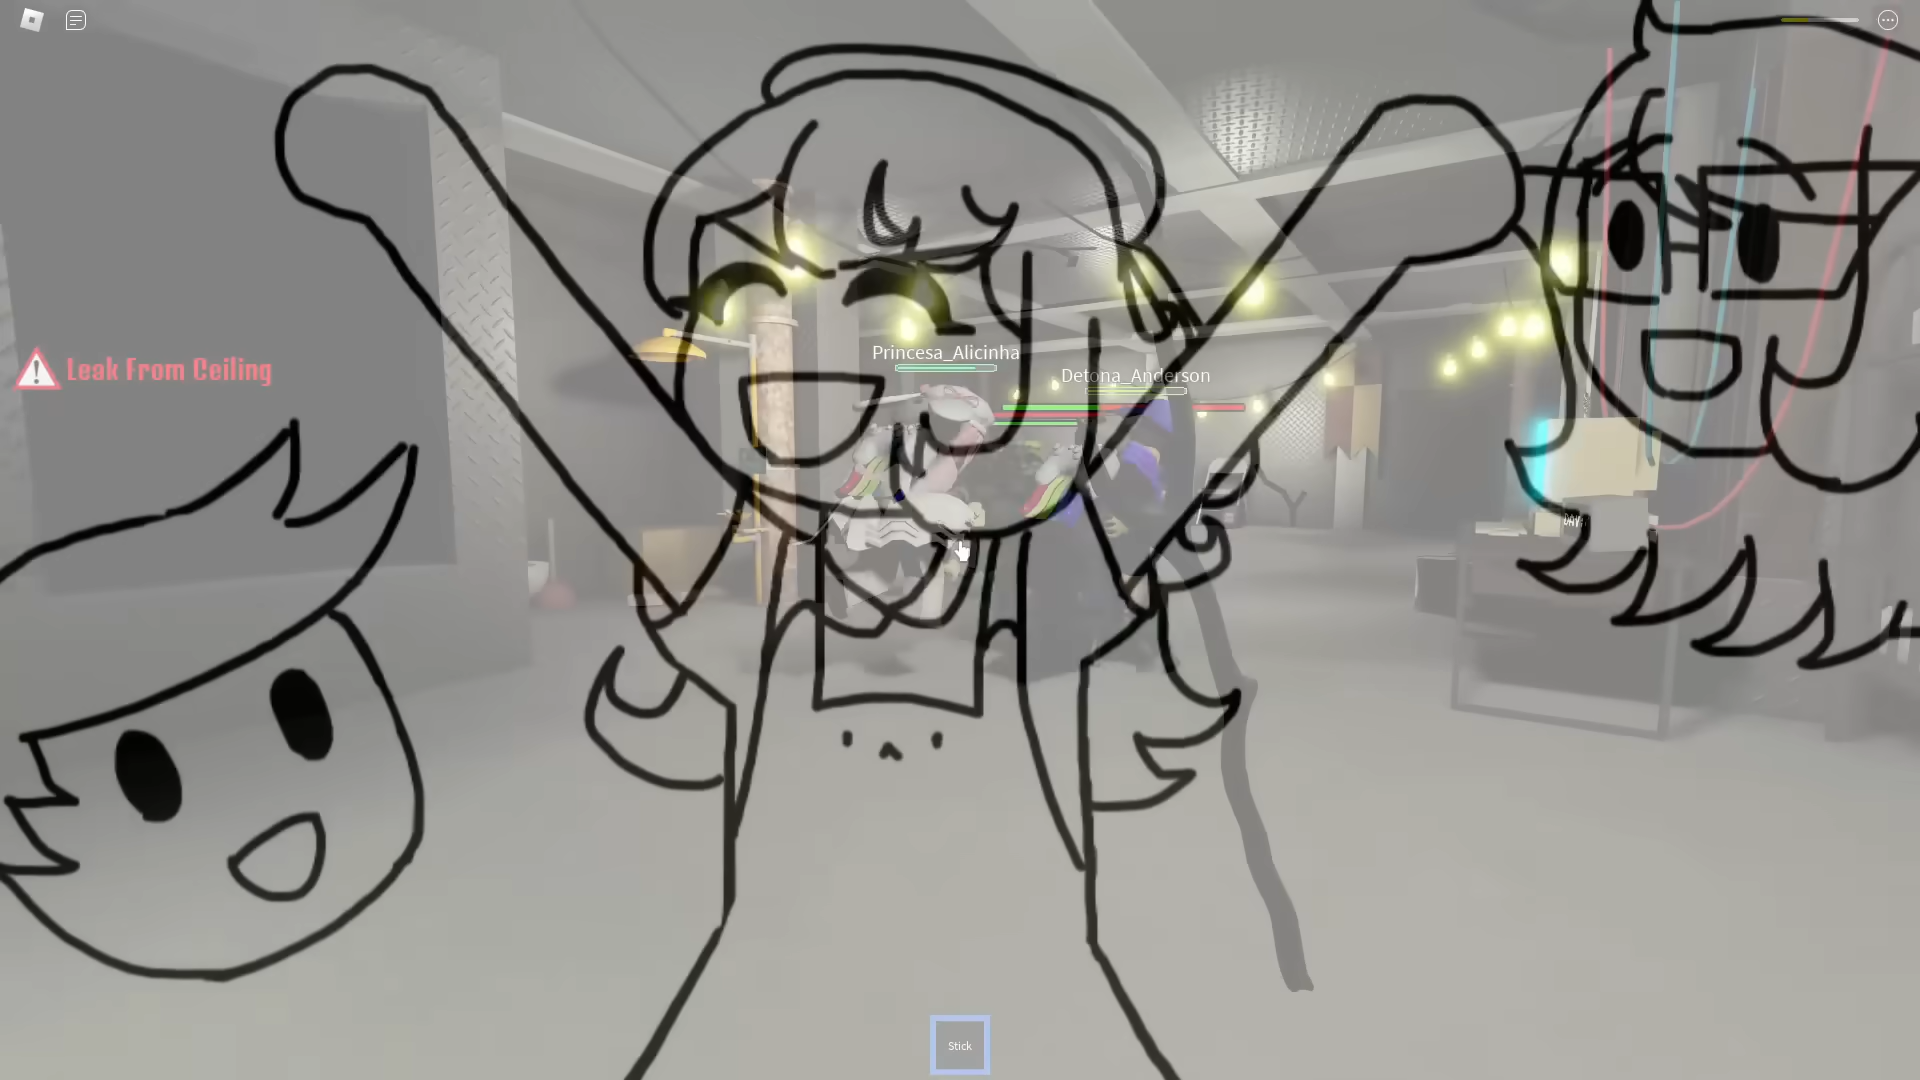 Princesa_Alicinha
Leak From Ceiling
Detona_Anderson
Stick